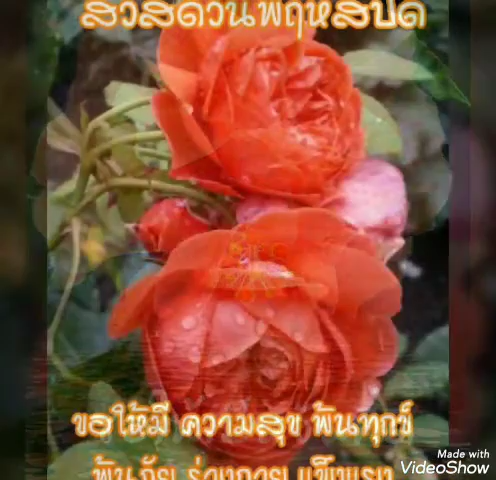 สวัสดีวันพฤหัสบดี
ขอให้มี ความสุข พ้นทุกข์
พ้นภัย ร่างกาย แข็งแรง
Made with
VideoShow